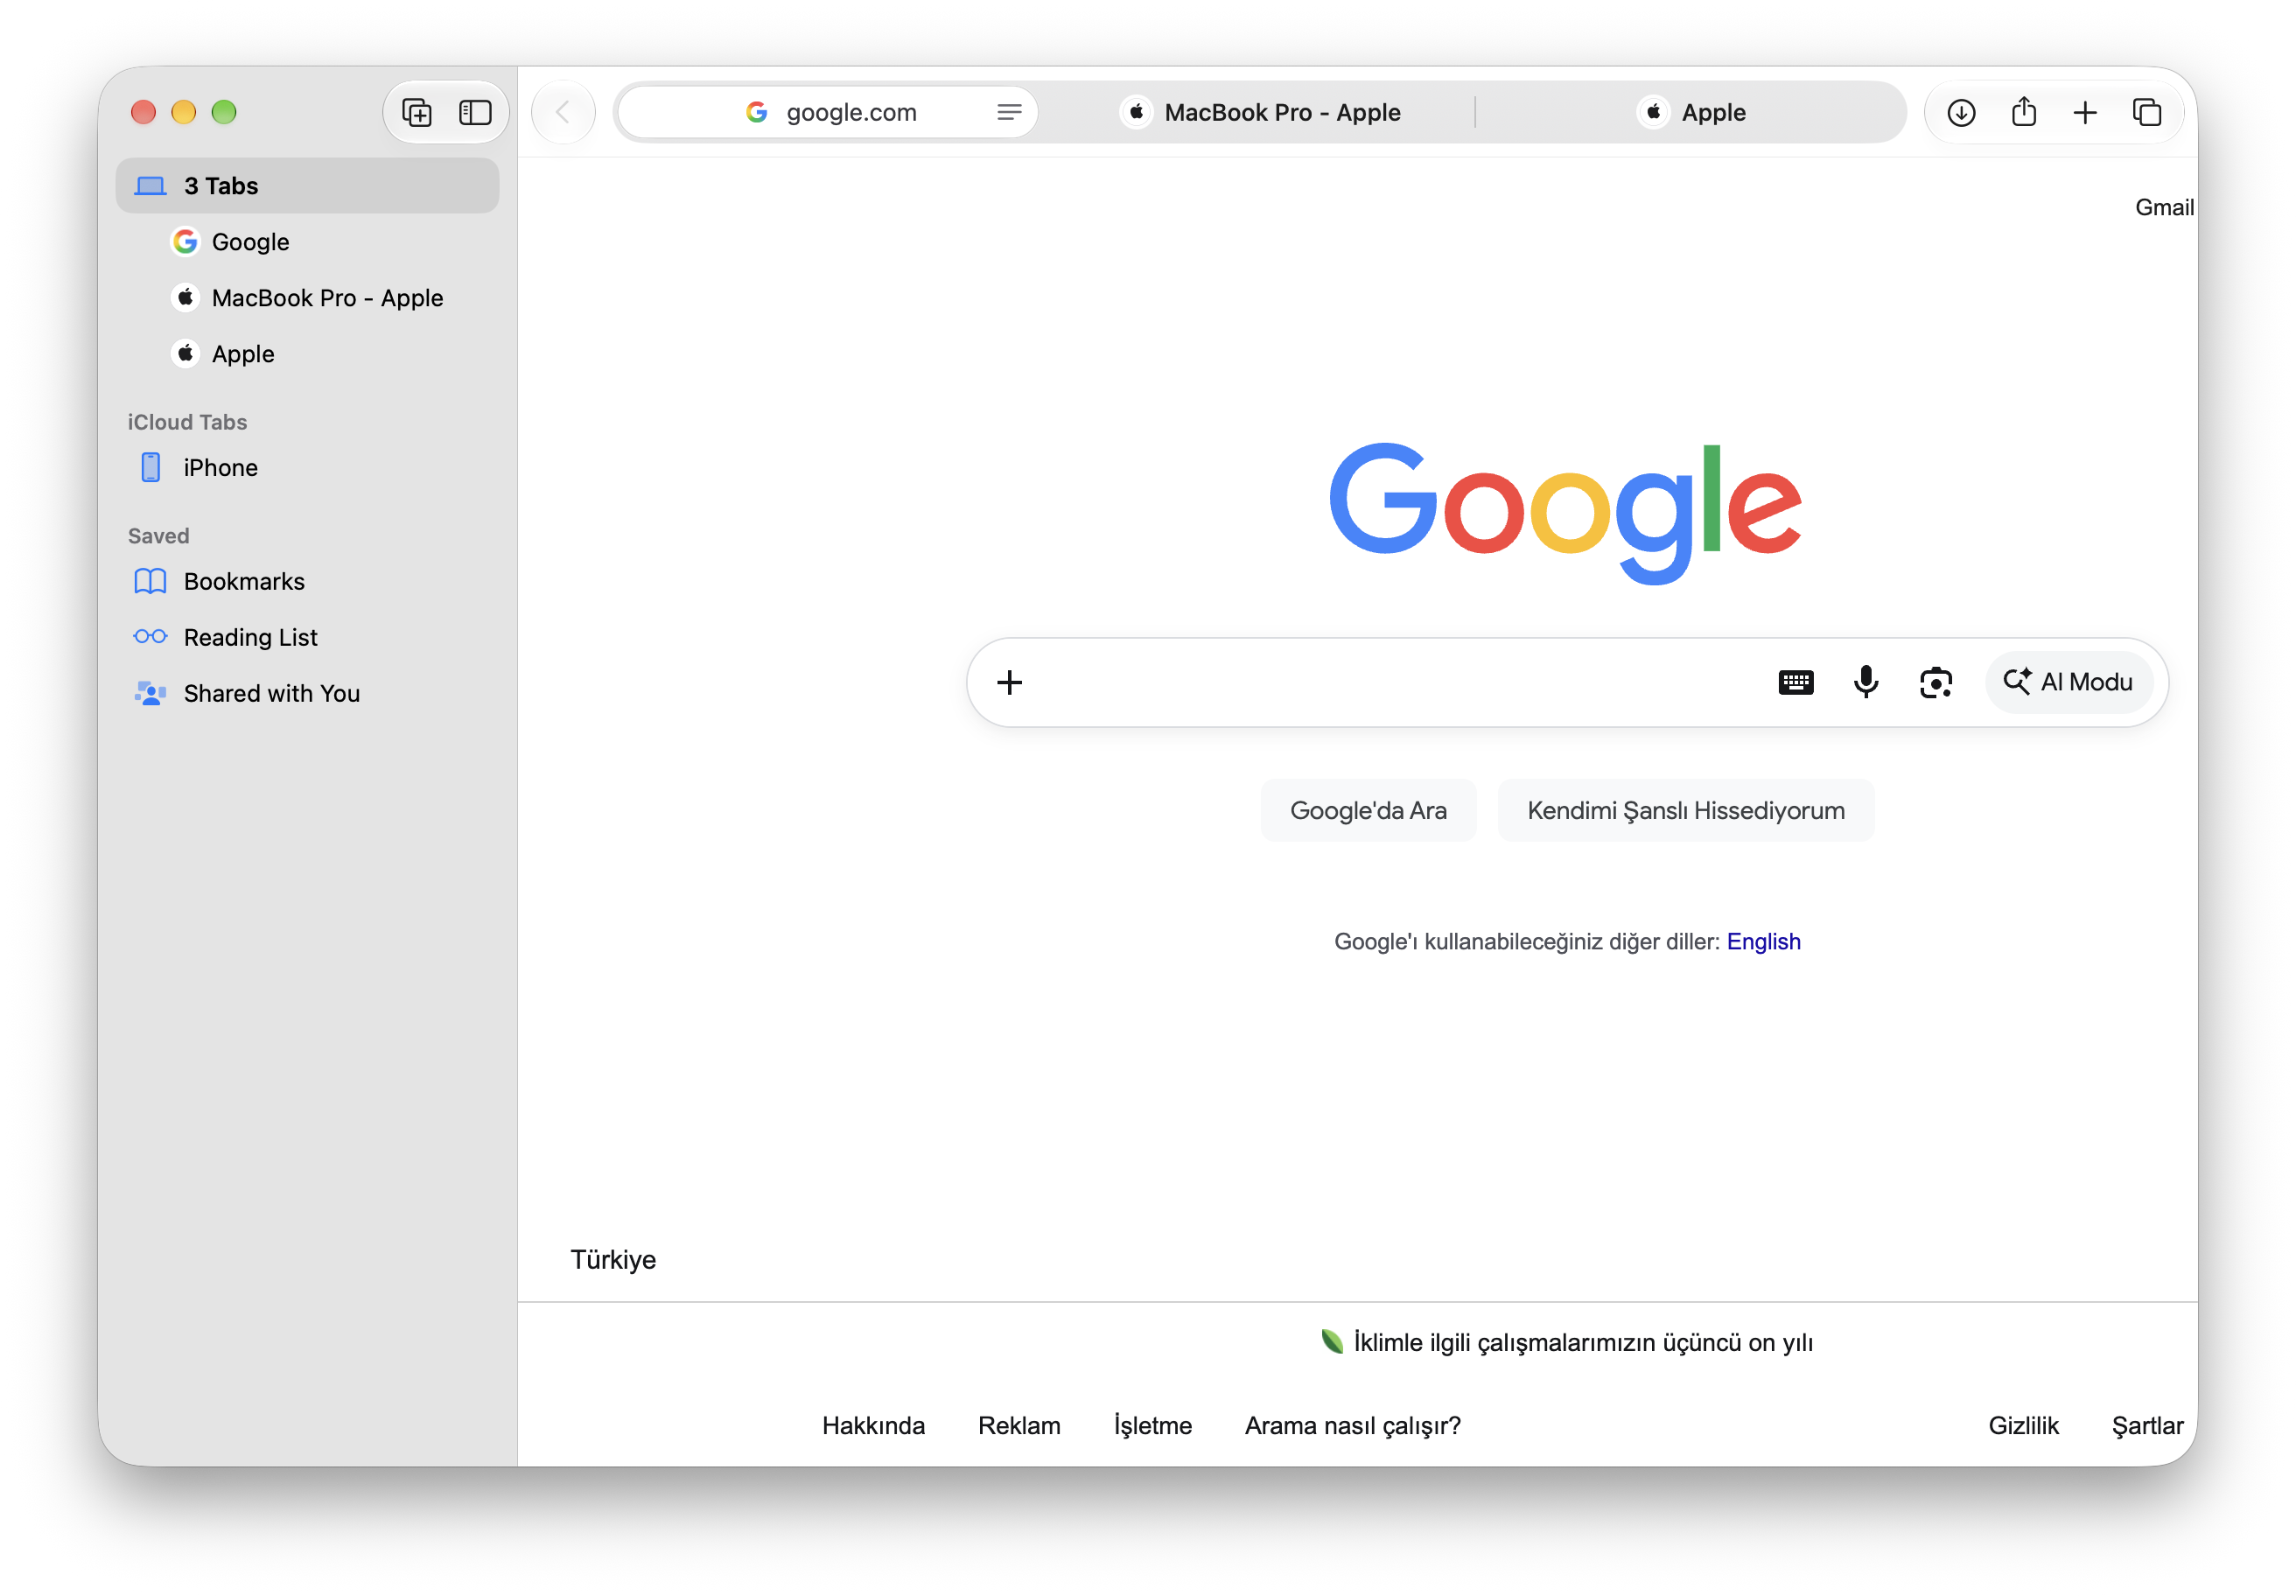 google.com
MacBook Pro - Apple
Apple
3 Tabs
Google
MacBook Pro - Apple
Apple
iCloud Tabs
iPhone
Saved
Bookmarks
Reading List
Shared with You
Gmail
Google
AI Modu
Google'da Ara
Kendimi Şanslı Hissediyorum
Google'ı kullanabileceğiniz diğer diller: English
Türkiye
İklimle ilgili çalışmalarımızın üçüncü on yılı
Hakkında
Reklam
İşletme
Arama nasıl çalışır?
Gizlilik
Şartlar